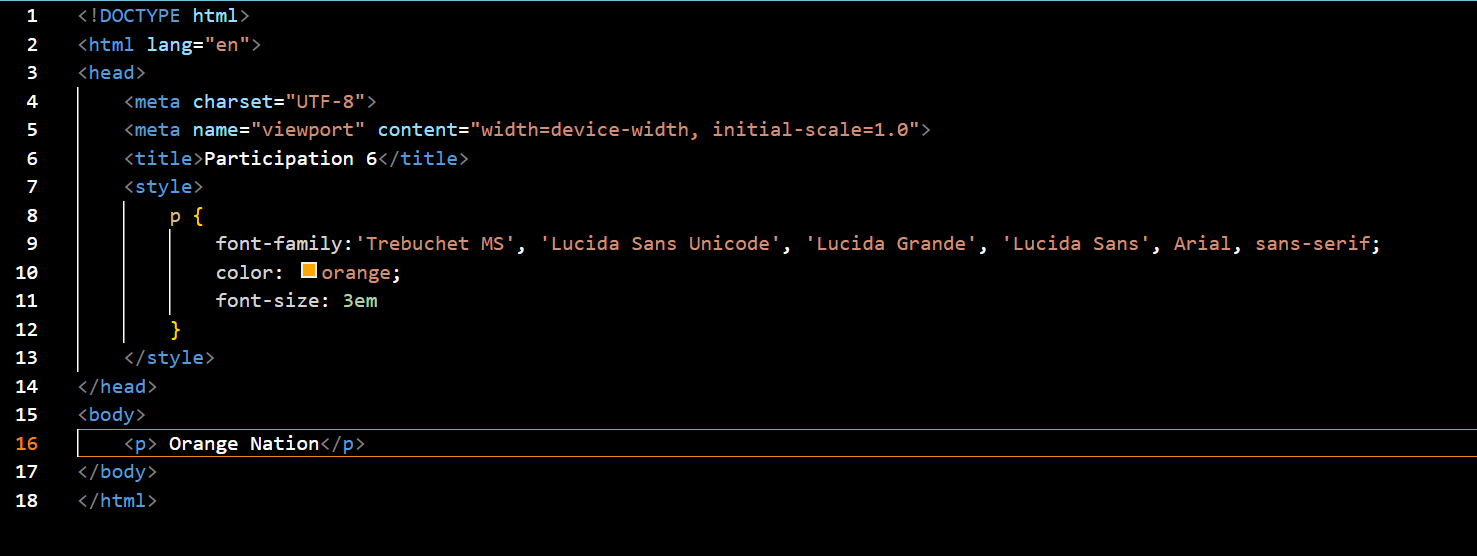 1 <!DOCTYPE html>
2 <html lang="en">
3 <head>
4     <meta charset="UTF-8">
5     <meta name="viewport" content="width=device-width, initial-scale=1.0">
6     <title>Participation 6</title>
7     <style>
8         p {
9             font-family:'Trebuchet MS', 'Lucida Sans Unicode', 'Lucida Grande', 'Lucida Sans', Arial, sans-serif;
10             color: orange;
11             font-size: 3em
12         }
13     </style>
14 </head>
15 <body>
16     <p> Orange Nation</p>
17 </body>
18 </html>